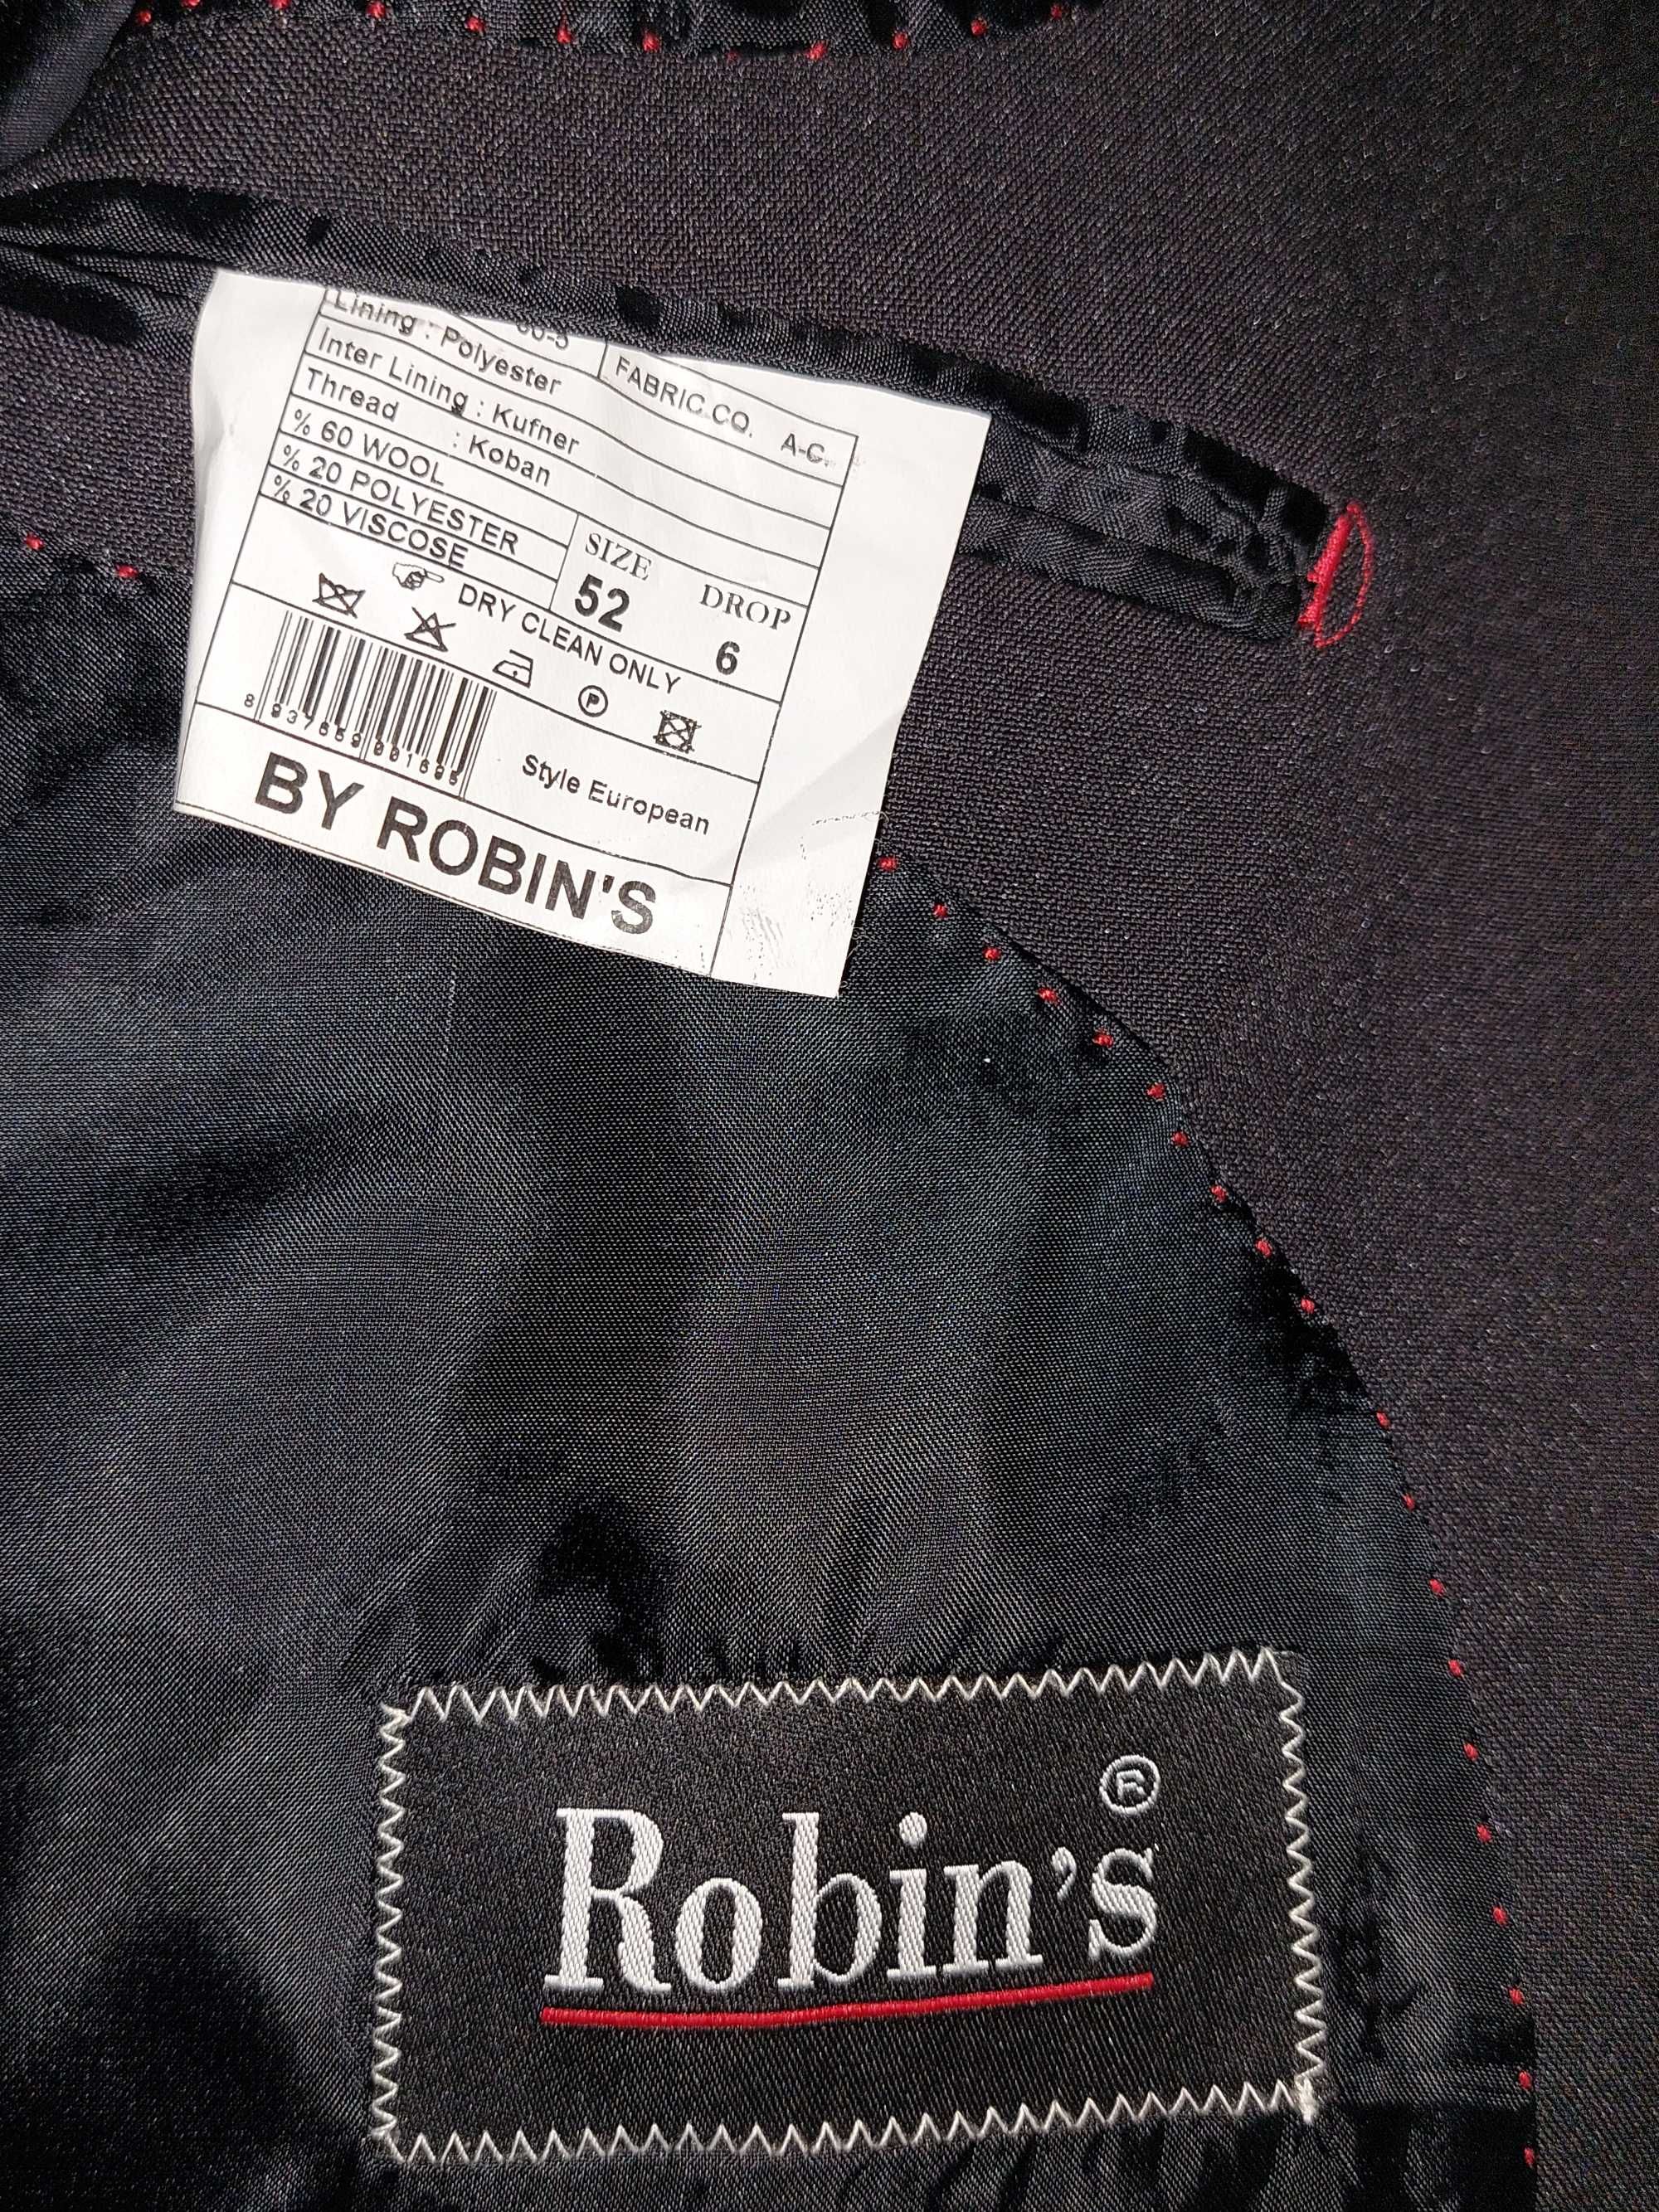 FABRIC.CO. A-C.
Lining : Polyester
Inter Lining : Kufner
Thread : Koban
% 60 WOOL
% 20 POLYESTER
% 20 VISCOSE
SIZE DROP
52 6
DRY CLEAN ONLY
P
Style European
BY ROBIN'S
Robin's ®